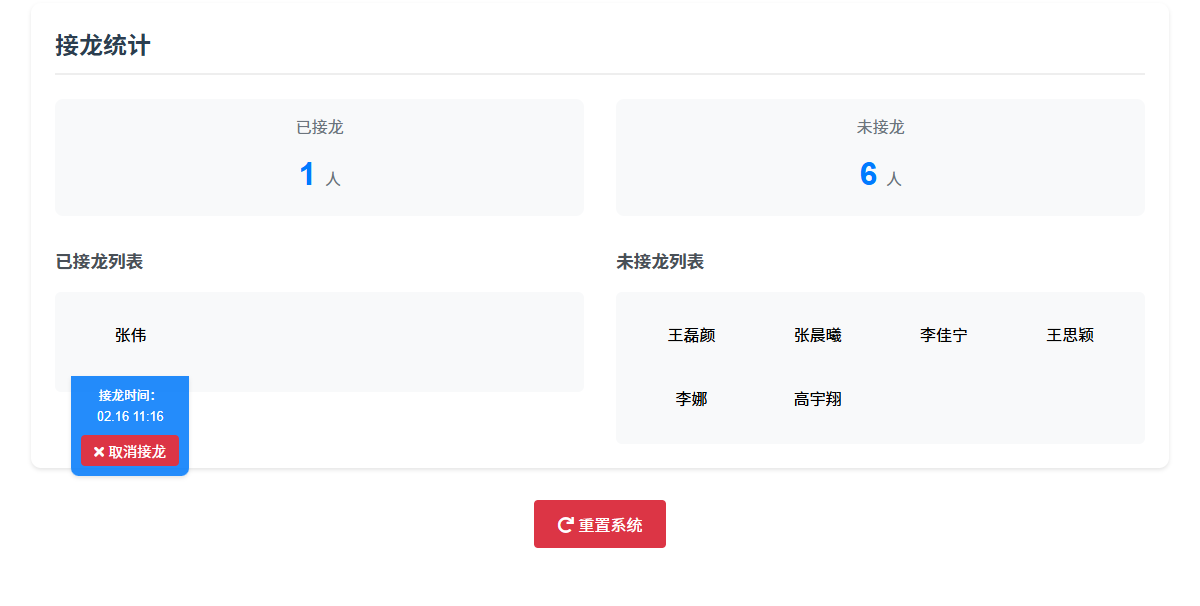 接龙统计
已接龙
1 人
未接龙
6 人
已接龙列表
张伟
接龙时间：
02.16 11:16
取消接龙
未接龙列表
王磊颜 张晨曦 李佳宁 王思颖
李娜 高宇翔
重置系统